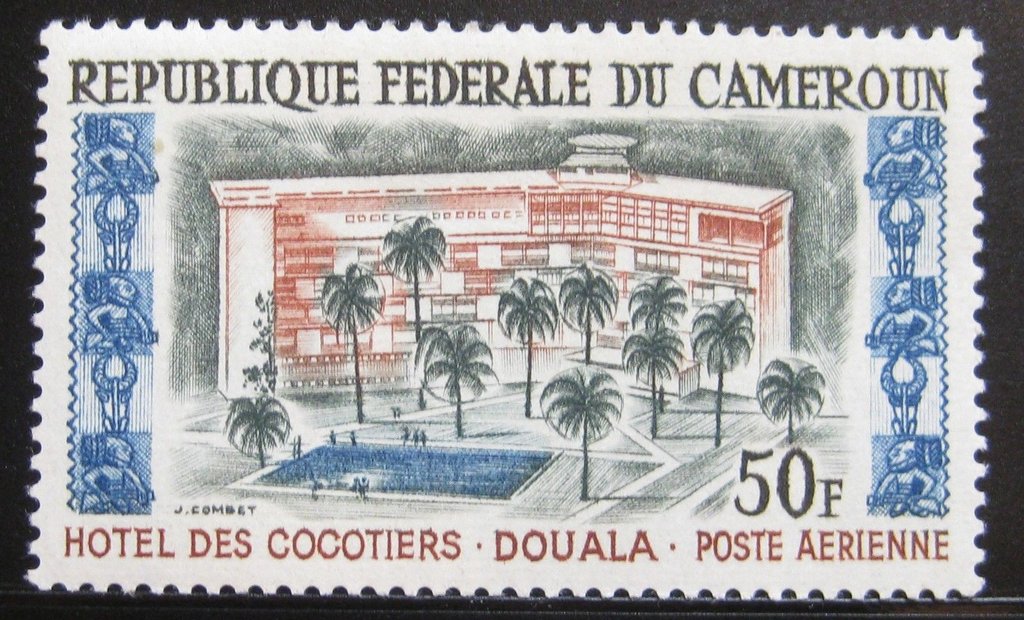 REPUBLIQUE FEDERALE DU CAMEROUN
50F
J. COMBET
HOTEL DES COCOTIERS · DOUALA · POSTE AERIENNE